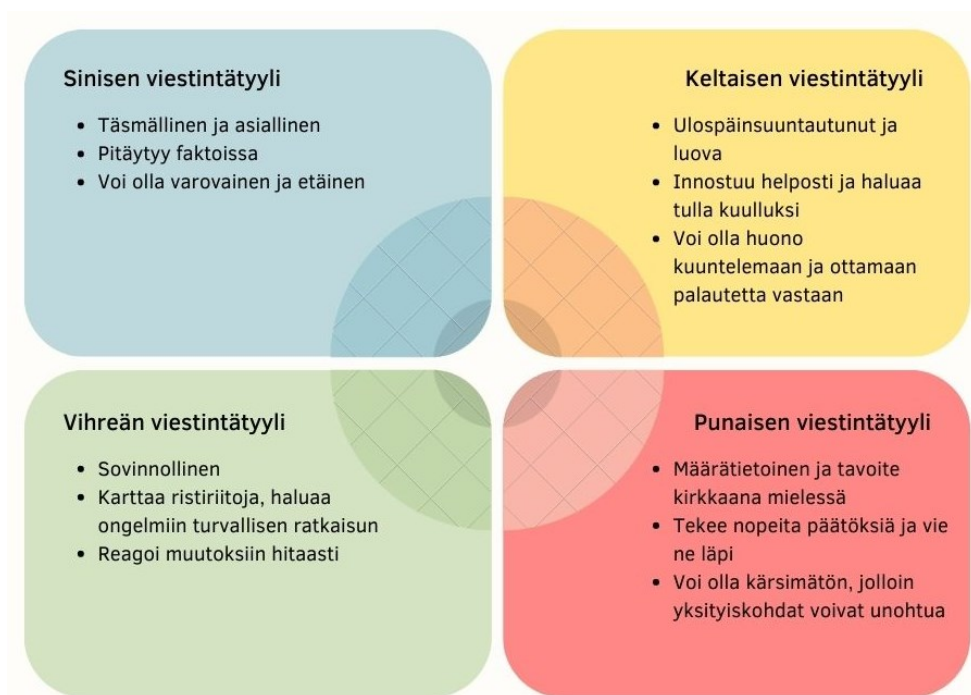 Sinisen viestintätyyli
• Täsmällinen ja asiallinen
• Pitäytyy faktoissa
• Voi olla varovainen ja etäinen
Keltaisen viestintätyyli
• Ulospäinsuuntautunut ja
luova
• Innostuu helposti ja haluaa
tulla kuulluksi
• Voi olla huono
kuuntelemaan ja ottamaan
palautetta vastaan
Vihreän viestintätyyli
• Sovinnollinen
• Karttaa ristiriitoja, haluaa
ongelmiin turvallisen ratkaisun
• Reagoi muutoksiin hitaasti
Punaisen viestintätyyli
• Määrätietoinen ja tavoite
kirkkaana mielessä
• Tekee nopeita päätöksiä ja vie
ne läpi
• Voi olla kärsimätön, jolloin
yksityiskohdat voivat unohtua